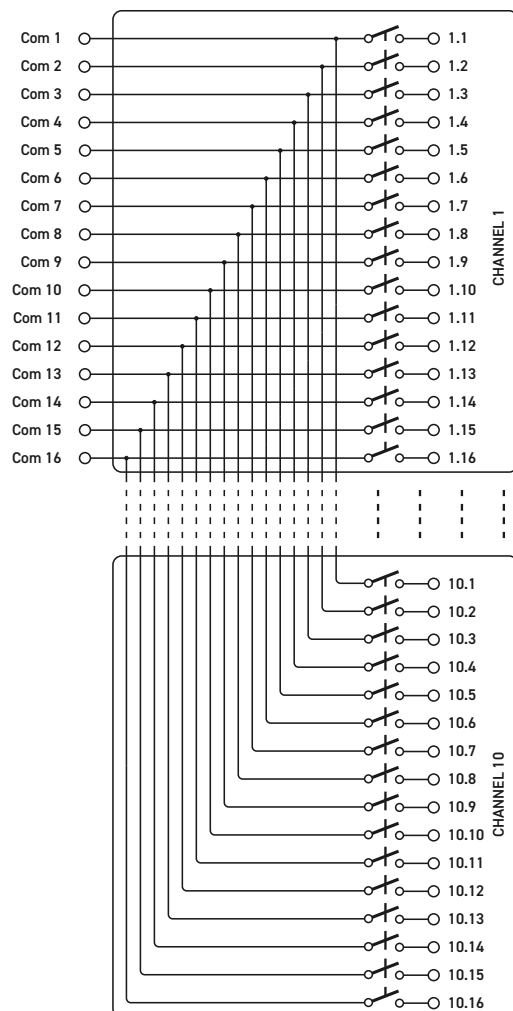 Com 1 1.1
Com 2 1.2
Com 3 1.3
Com 4 1.4
Com 5 1.5
Com 6 1.6
Com 7 1.7
Com 8 1.8
Com 9 1.9
Com 10 1.10
Com 11 1.11
Com 12 1.12
Com 13 1.13
Com 14 1.14
Com 15 1.15
Com 16 1.16
CHANNEL 1
10.1
10.2
10.3
10.4
10.5
10.6
10.7
10.8
10.9
10.10
10.11
10.12
10.13
10.14
10.15
10.16
CHANNEL 10